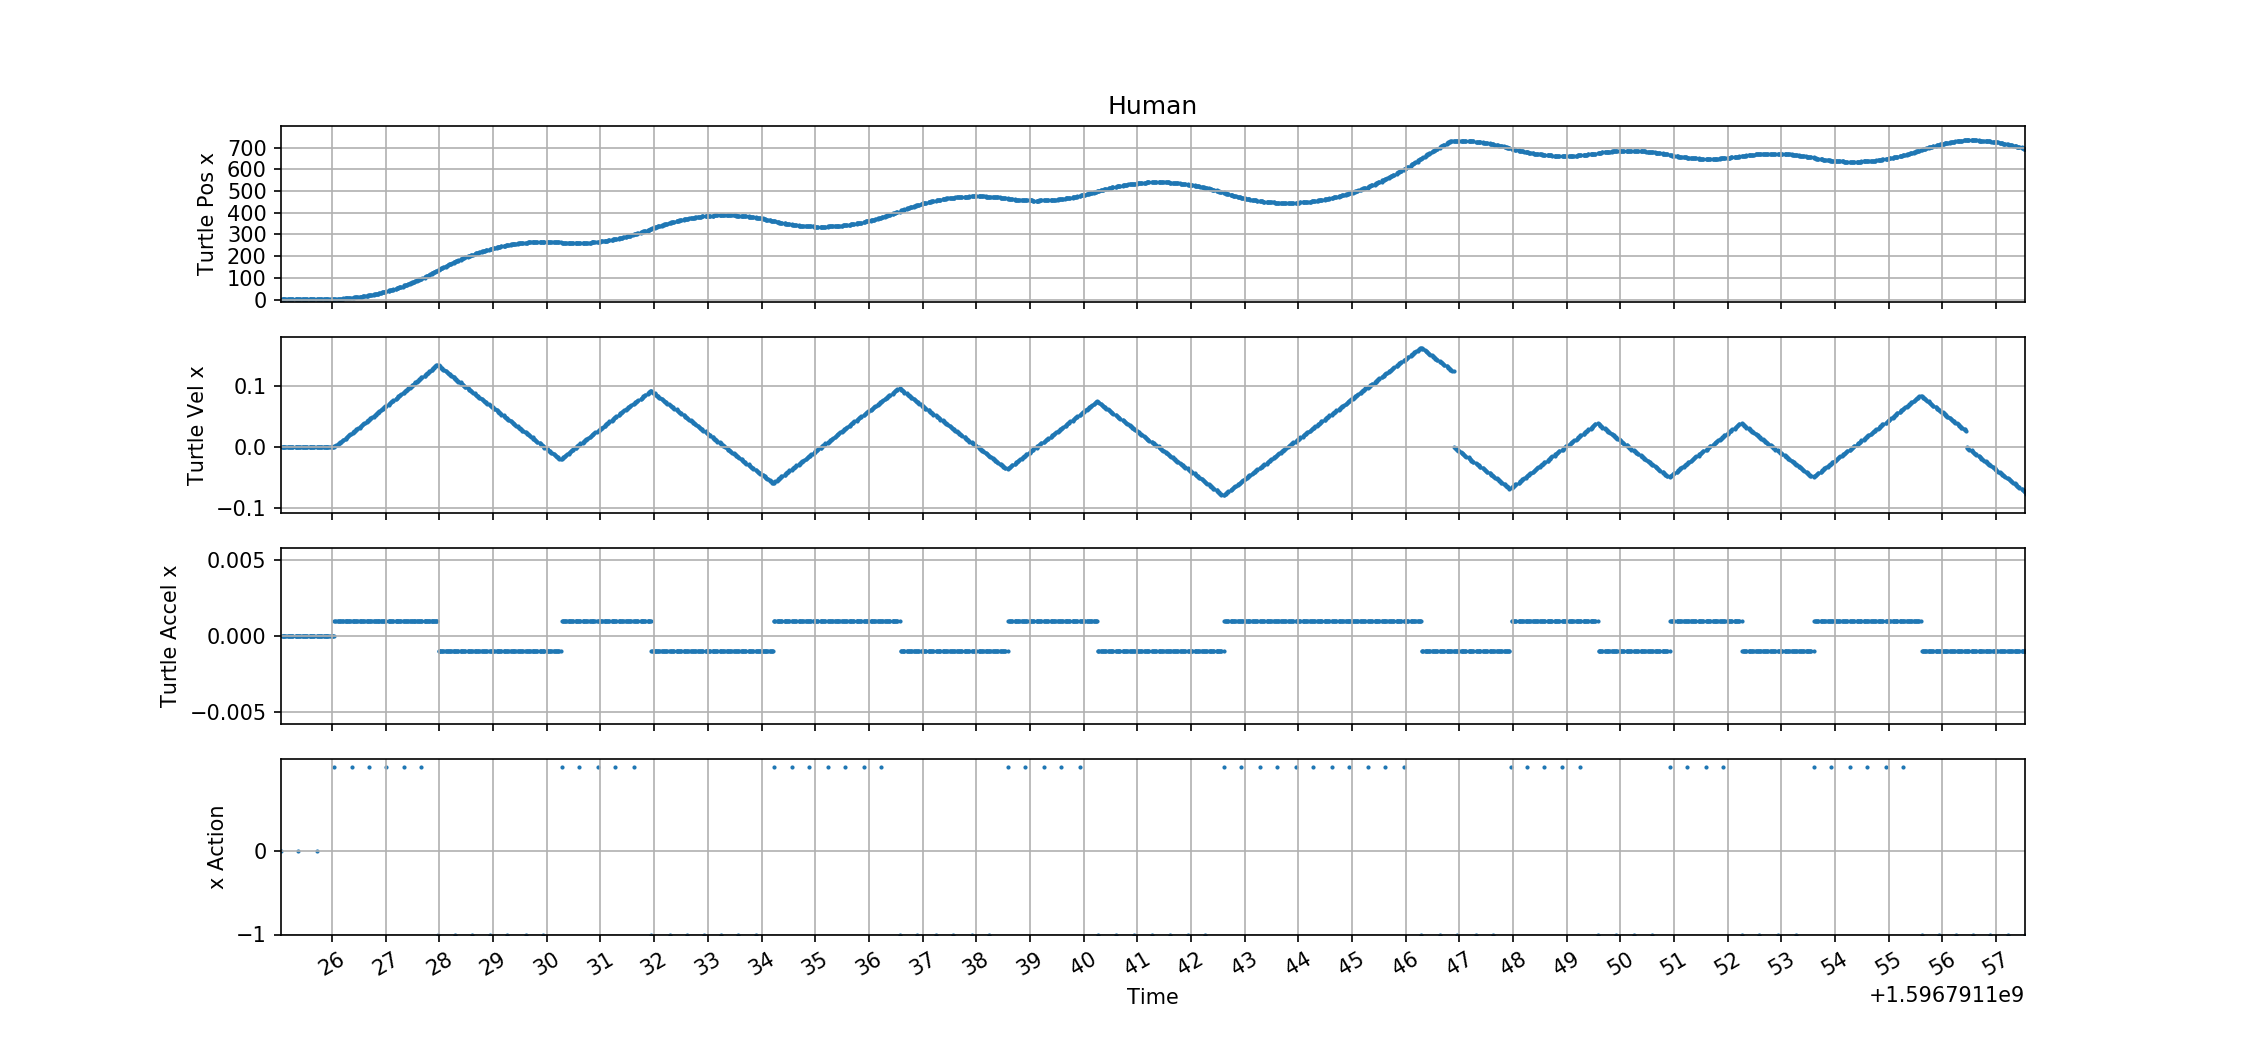 Human
Turtle Pos x
700
600
500
400
300
200
100
0
Turtle Vel x
0.1
0.0
−0.1
Turtle Accel x
0.005
0.000
−0.005
x Action
0
−1
26 27 28 29 30 31 32 33 34 35 36 37 38 39 40 41 42 43 44 45 46 47 48 49 50 51 52 53 54 55 56 57
Time
+1.5967911e9